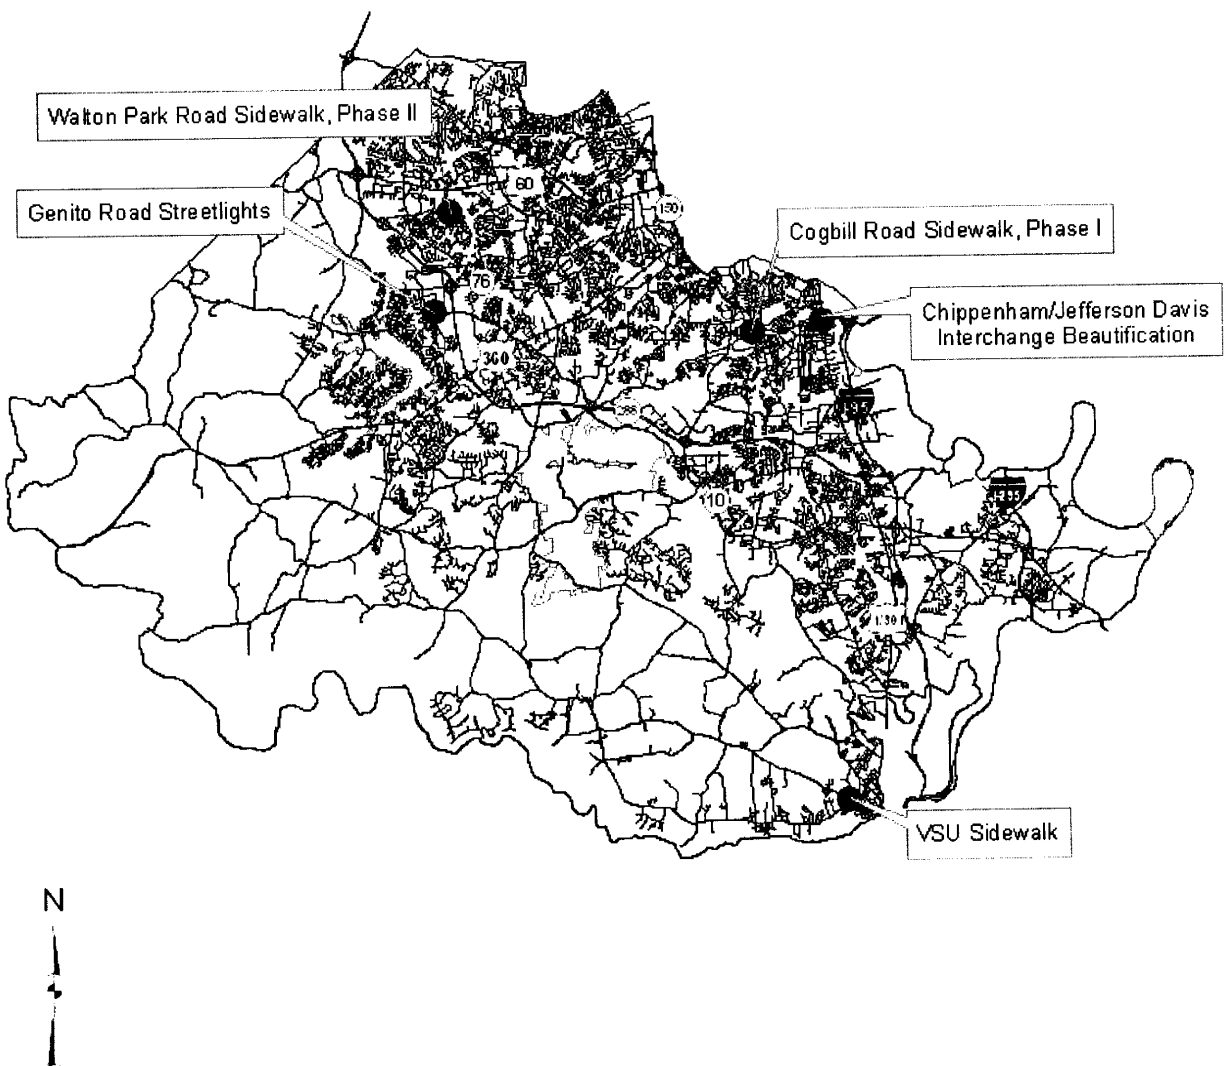 Walton Park Road Sidewalk, Phase II
60
Genito Road Streetlights
150
Cogbill Road Sidewalk, Phase I
76
Chippenham/Jefferson Davis
Interchange Beautification
360
288
110
VSU Sidewalk
N